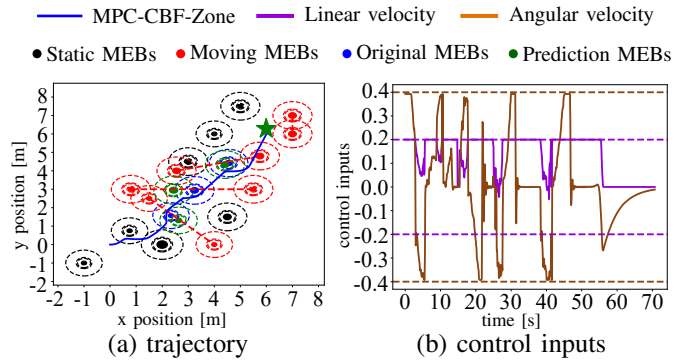 MPC-CBF-Zone Linear velocity Angular velocity
Static MEBs Moving MEBs Original MEBs Prediction MEBs
y position [m]
8
7
6
5
4
3
2
1
0
-1
-2
-2 -1 0 1 2 3 4 5 6 7 8
x position [m]
(a) trajectory
control inputs
0.4
0.3
0.2
0.1
0.0
-0.1
-0.2
-0.3
-0.4
0 10 20 30 40 50 60 70
time [s]
(b) control inputs